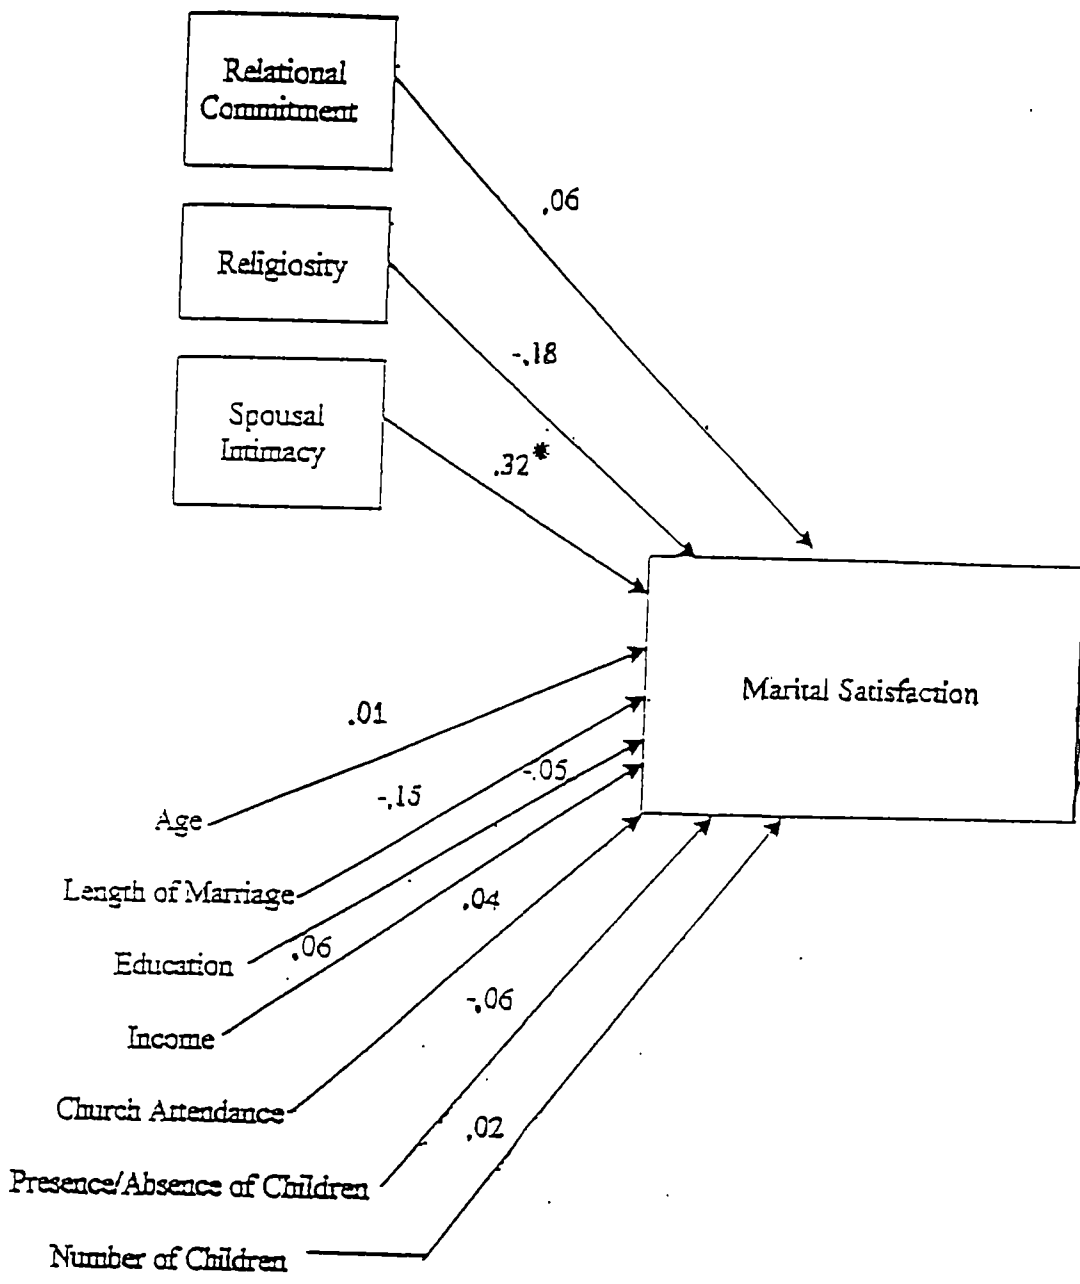 Relational
Commitment
.06
Religiosity
-.18
Spousal
Intimacy
.32*
Marital Satisfaction
.01
Age
-.15
-.05
Length of Marriage
.04
Education
.06
Income
-.06
Church Attendance
.02
Presence/Absence of Children
Number of Children